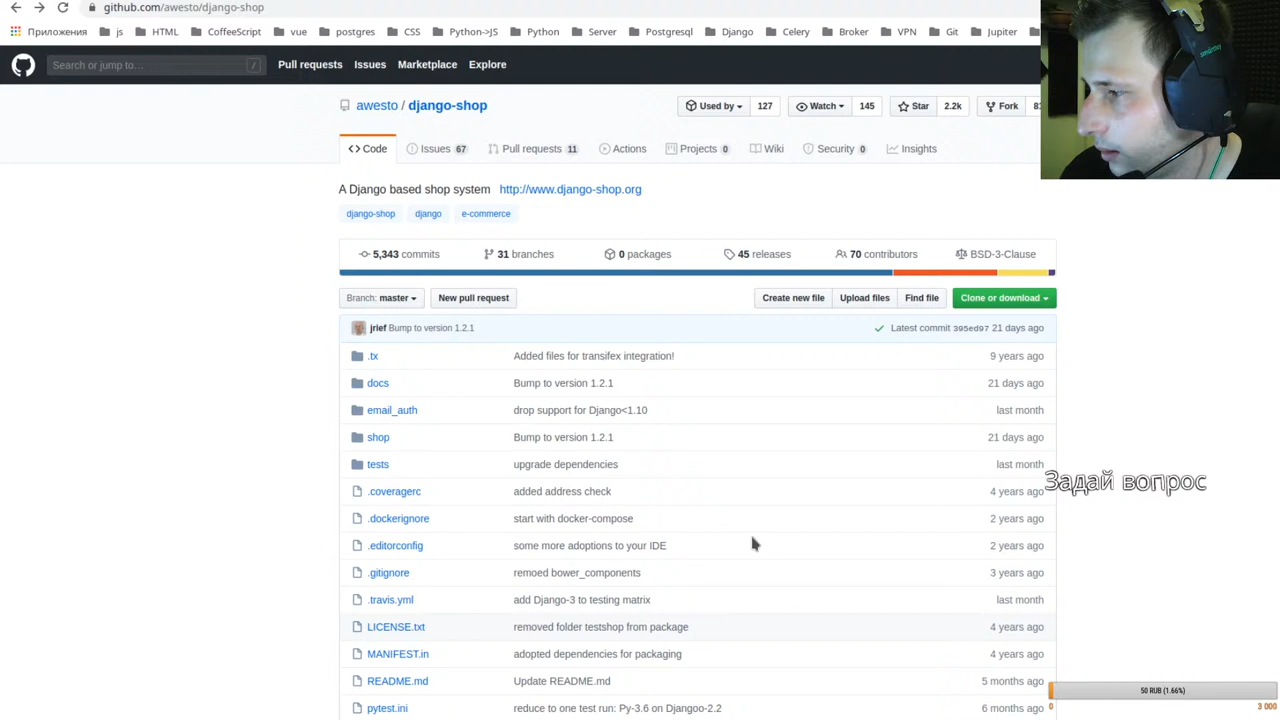 github.com/awesto/django-shop
Приложения js HTML CoffeeScript vue postgres CSS Python->JS Python Server Postgresql Django Celery Broker VPN Git Jupiter
Search or jump to… / Pull requests Issues Marketplace Explore
awesto / django-shop Used by 127 Watch 145 Star 2.2k Fork
Code Issues 67 Pull requests 11 Actions Projects 0 Wiki Security 0 Insights
A Django based shop system http://www.django-shop.org
django-shop django e-commerce
5,343 commits 31 branches 0 packages 45 releases 70 contributors BSD-3-Clause
Branch: master New pull request Create new file Upload files Find file Clone or download
jrief Bump to version 1.2.1 Latest commit 395ed97 21 days ago
.tx Added files for transifex integration! 9 years ago
docs Bump to version 1.2.1 21 days ago
email_auth drop support for Django<1.10 last month
shop Bump to version 1.2.1 21 days ago
tests upgrade dependencies last month
Задай вопрос
.coveragerc added address check 4 years ago
.dockerignore start with docker-compose 2 years ago
.editorconfig some more adoptions to your IDE 2 years ago
.gitignore remoed bower_components 3 years ago
.travis.yml add Django-3 to testing matrix last month
LICENSE.txt removed folder testshop from package 4 years ago
MANIFEST.in adopted dependencies for packaging 4 years ago
README.md Update README.md 5 months ago
50 RUB (1.66%)
0 3 000
pytest.ini reduce to one test run: Py-3.6 on Djangoo-2.2 6 months ago